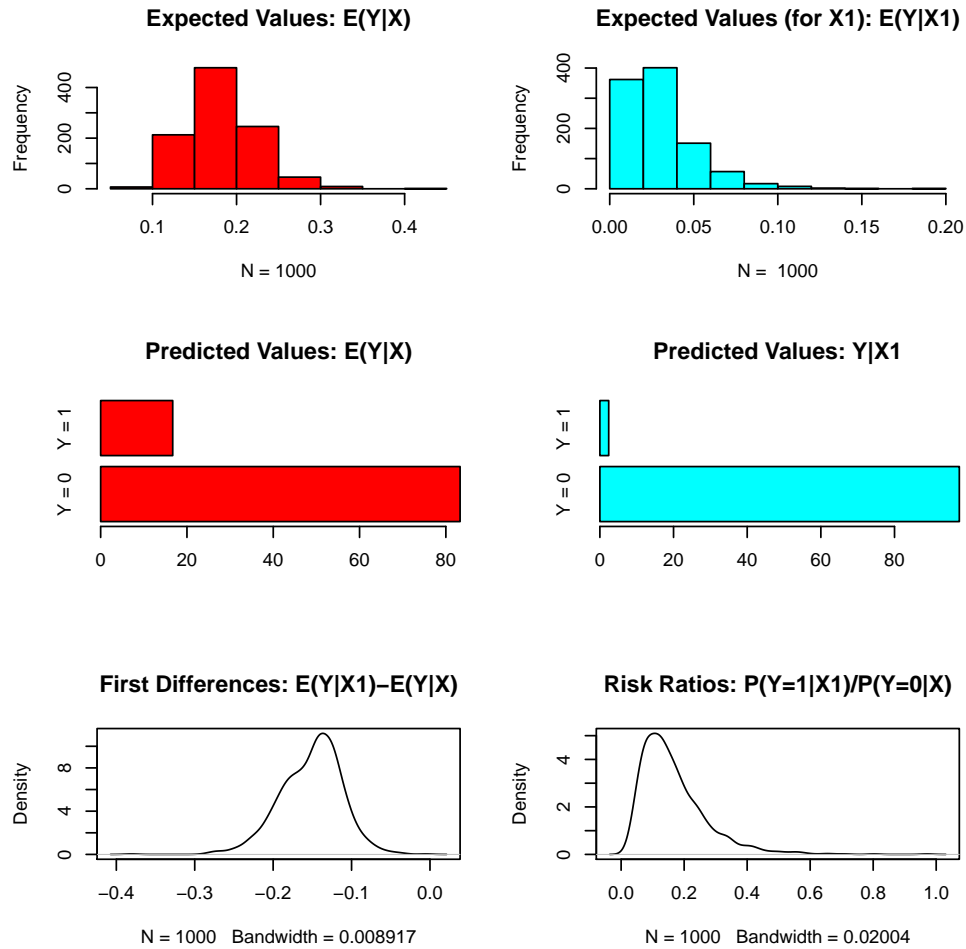 Expected Values: E(Y|X)
Frequency
0 200 400
0.1 0.2 0.3 0.4
N = 1000
Expected Values (for X1): E(Y|X1)
Frequency
0 200 400
0.00 0.05 0.10 0.15 0.20
N = 1000
Predicted Values: E(Y|X)
Y = 1
Y = 0
0 20 40 60 80
Predicted Values: Y|X1
Y = 1
Y = 0
0 20 40 60 80
First Differences: E(Y|X1)−E(Y|X)
Density
0 4 8
−0.4 −0.3 −0.2 −0.1 0.0
N = 1000 Bandwidth = 0.008917
Risk Ratios: P(Y=1|X1)/P(Y=0|X)
Density
0 2 4
0.0 0.2 0.4 0.6 0.8 1.0
N = 1000 Bandwidth = 0.02004